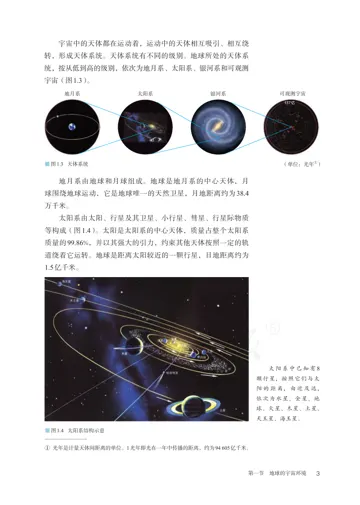 宇宙中的天体都在运动着，运动中的天体相互吸引、相互绕
转，形成天体系统。天体系统有不同的级别。地球所处的天体系
统，按从低到高的级别，依次为地月系、太阳系、银河系和可观测
宇宙（图1.3）。
地月系 太阳系 银河系 可观测宇宙
图1.3 天体系统
（单位：光年①）
地月系由地球和月球组成。地球是地月系的中心天体，月
球围绕地球运动。它是地球唯一的天然卫星，月地距离约为38.4
万千米。
太阳系由太阳、行星及其卫星、小行星、彗星、行星际物质
等构成（图1.4）。太阳是太阳系的中心天体，质量占整个太阳系
质量的99.86%，并以其强大的引力，约束其他天体按照一定的轨
道绕着它运转。地球是距离太阳较近的一颗行星，日地距离约为
1.5亿千米。
太阳系中已知有8
颗行星，按照它们与太
阳的距离，由近及远，
依次为水星、金星、地
球、火星、木星、土星、
天王星、海王星。
图1.4 太阳系结构示意
① 光年是计量天体间距离的单位。1光年即光在一年中传播的距离，约为94 605亿千米。
第一节 地球的宇宙环境 3